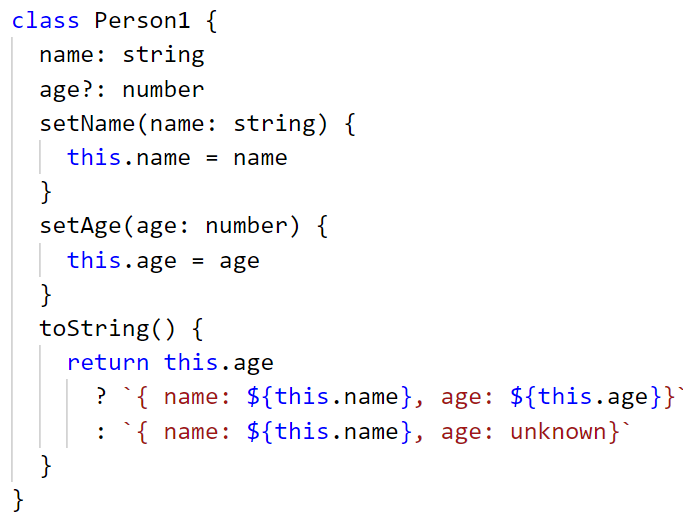 class Person1 {
  name: string
  age?: number
  setName(name: string) {
    this.name = name
  }
  setAge(age: number) {
    this.age = age
  }
  toString() {
    return this.age
      ? `{ name: ${this.name}, age: ${this.age}}`
      : `{ name: ${this.name}, age: unknown}`
  }
}